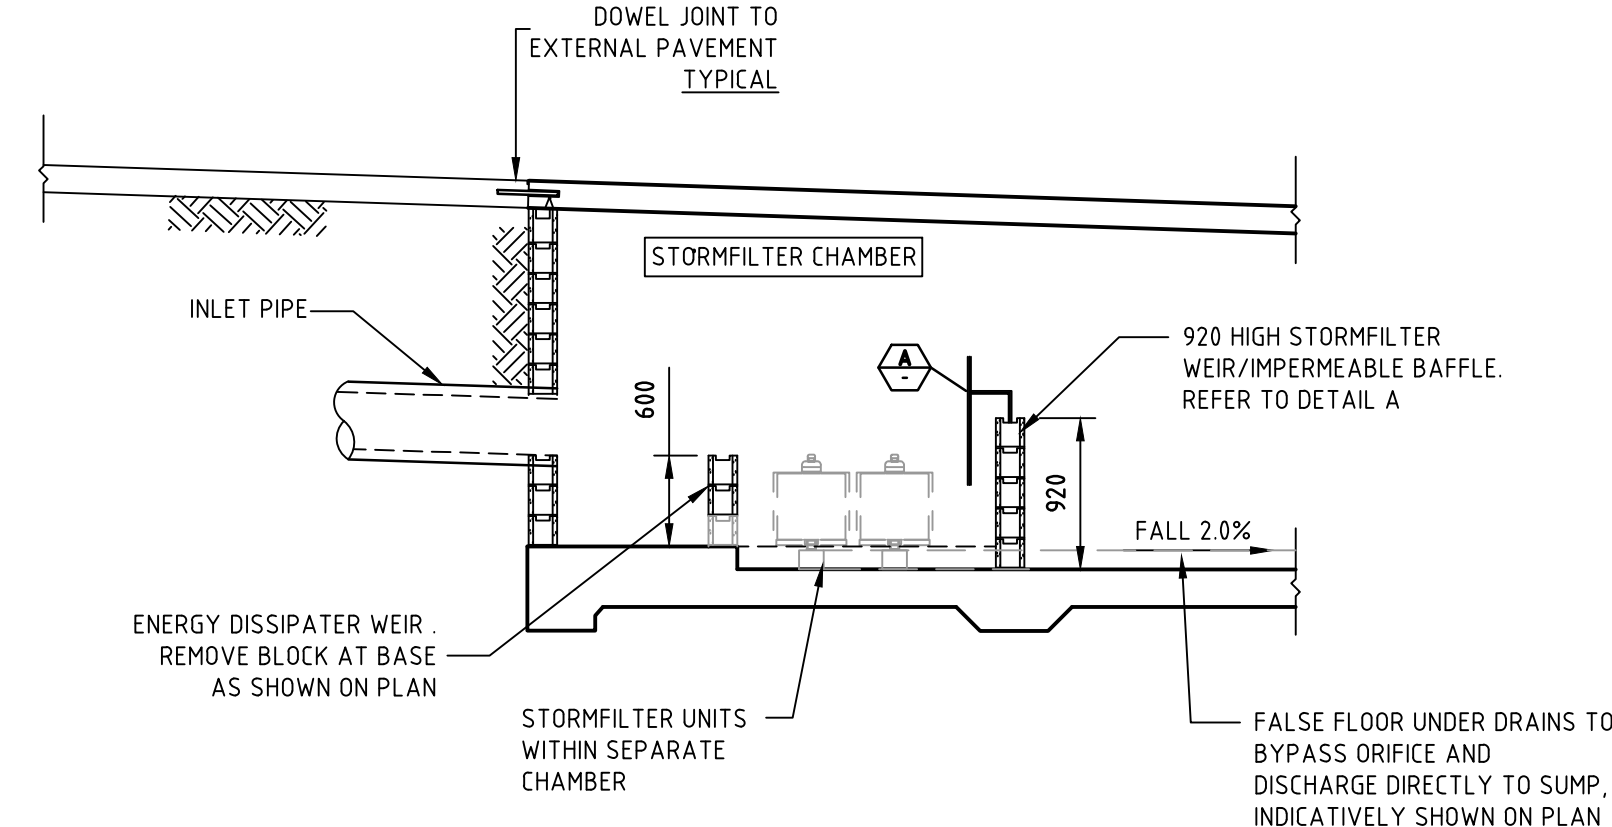 DOWEL JOINT TO
EXTERNAL PAVEMENT
TYPICAL
STORMFILTER CHAMBER
INLET PIPE
920 HIGH STORMFILTER
WEIR/IMPERMEABLE BAFFLE.
REFER TO DETAIL A
A
-
600
920
FALL 2.0%
ENERGY DISSIPATER WEIR .
REMOVE BLOCK AT BASE
AS SHOWN ON PLAN
STORMFILTER UNITS
WITHIN SEPARATE
CHAMBER
FALSE FLOOR UNDER DRAINS TO
BYPASS ORIFICE AND
DISCHARGE DIRECTLY TO SUMP,
INDICATIVELY SHOWN ON PLAN